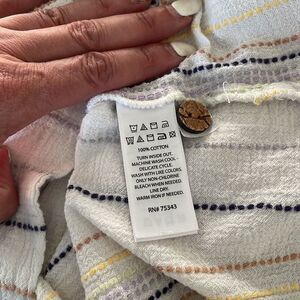 100% COTTON
TURN INSIDE OUT.
MACHINE WASH COOL -
DELICATE CYCLE.
WASH WITH LIKE COLORS.
ONLY NON-CHLORINE
BLEACH WHEN NEEDED.
LINE DRY.
WARM IRON IF NEEDED.
RN# 75343